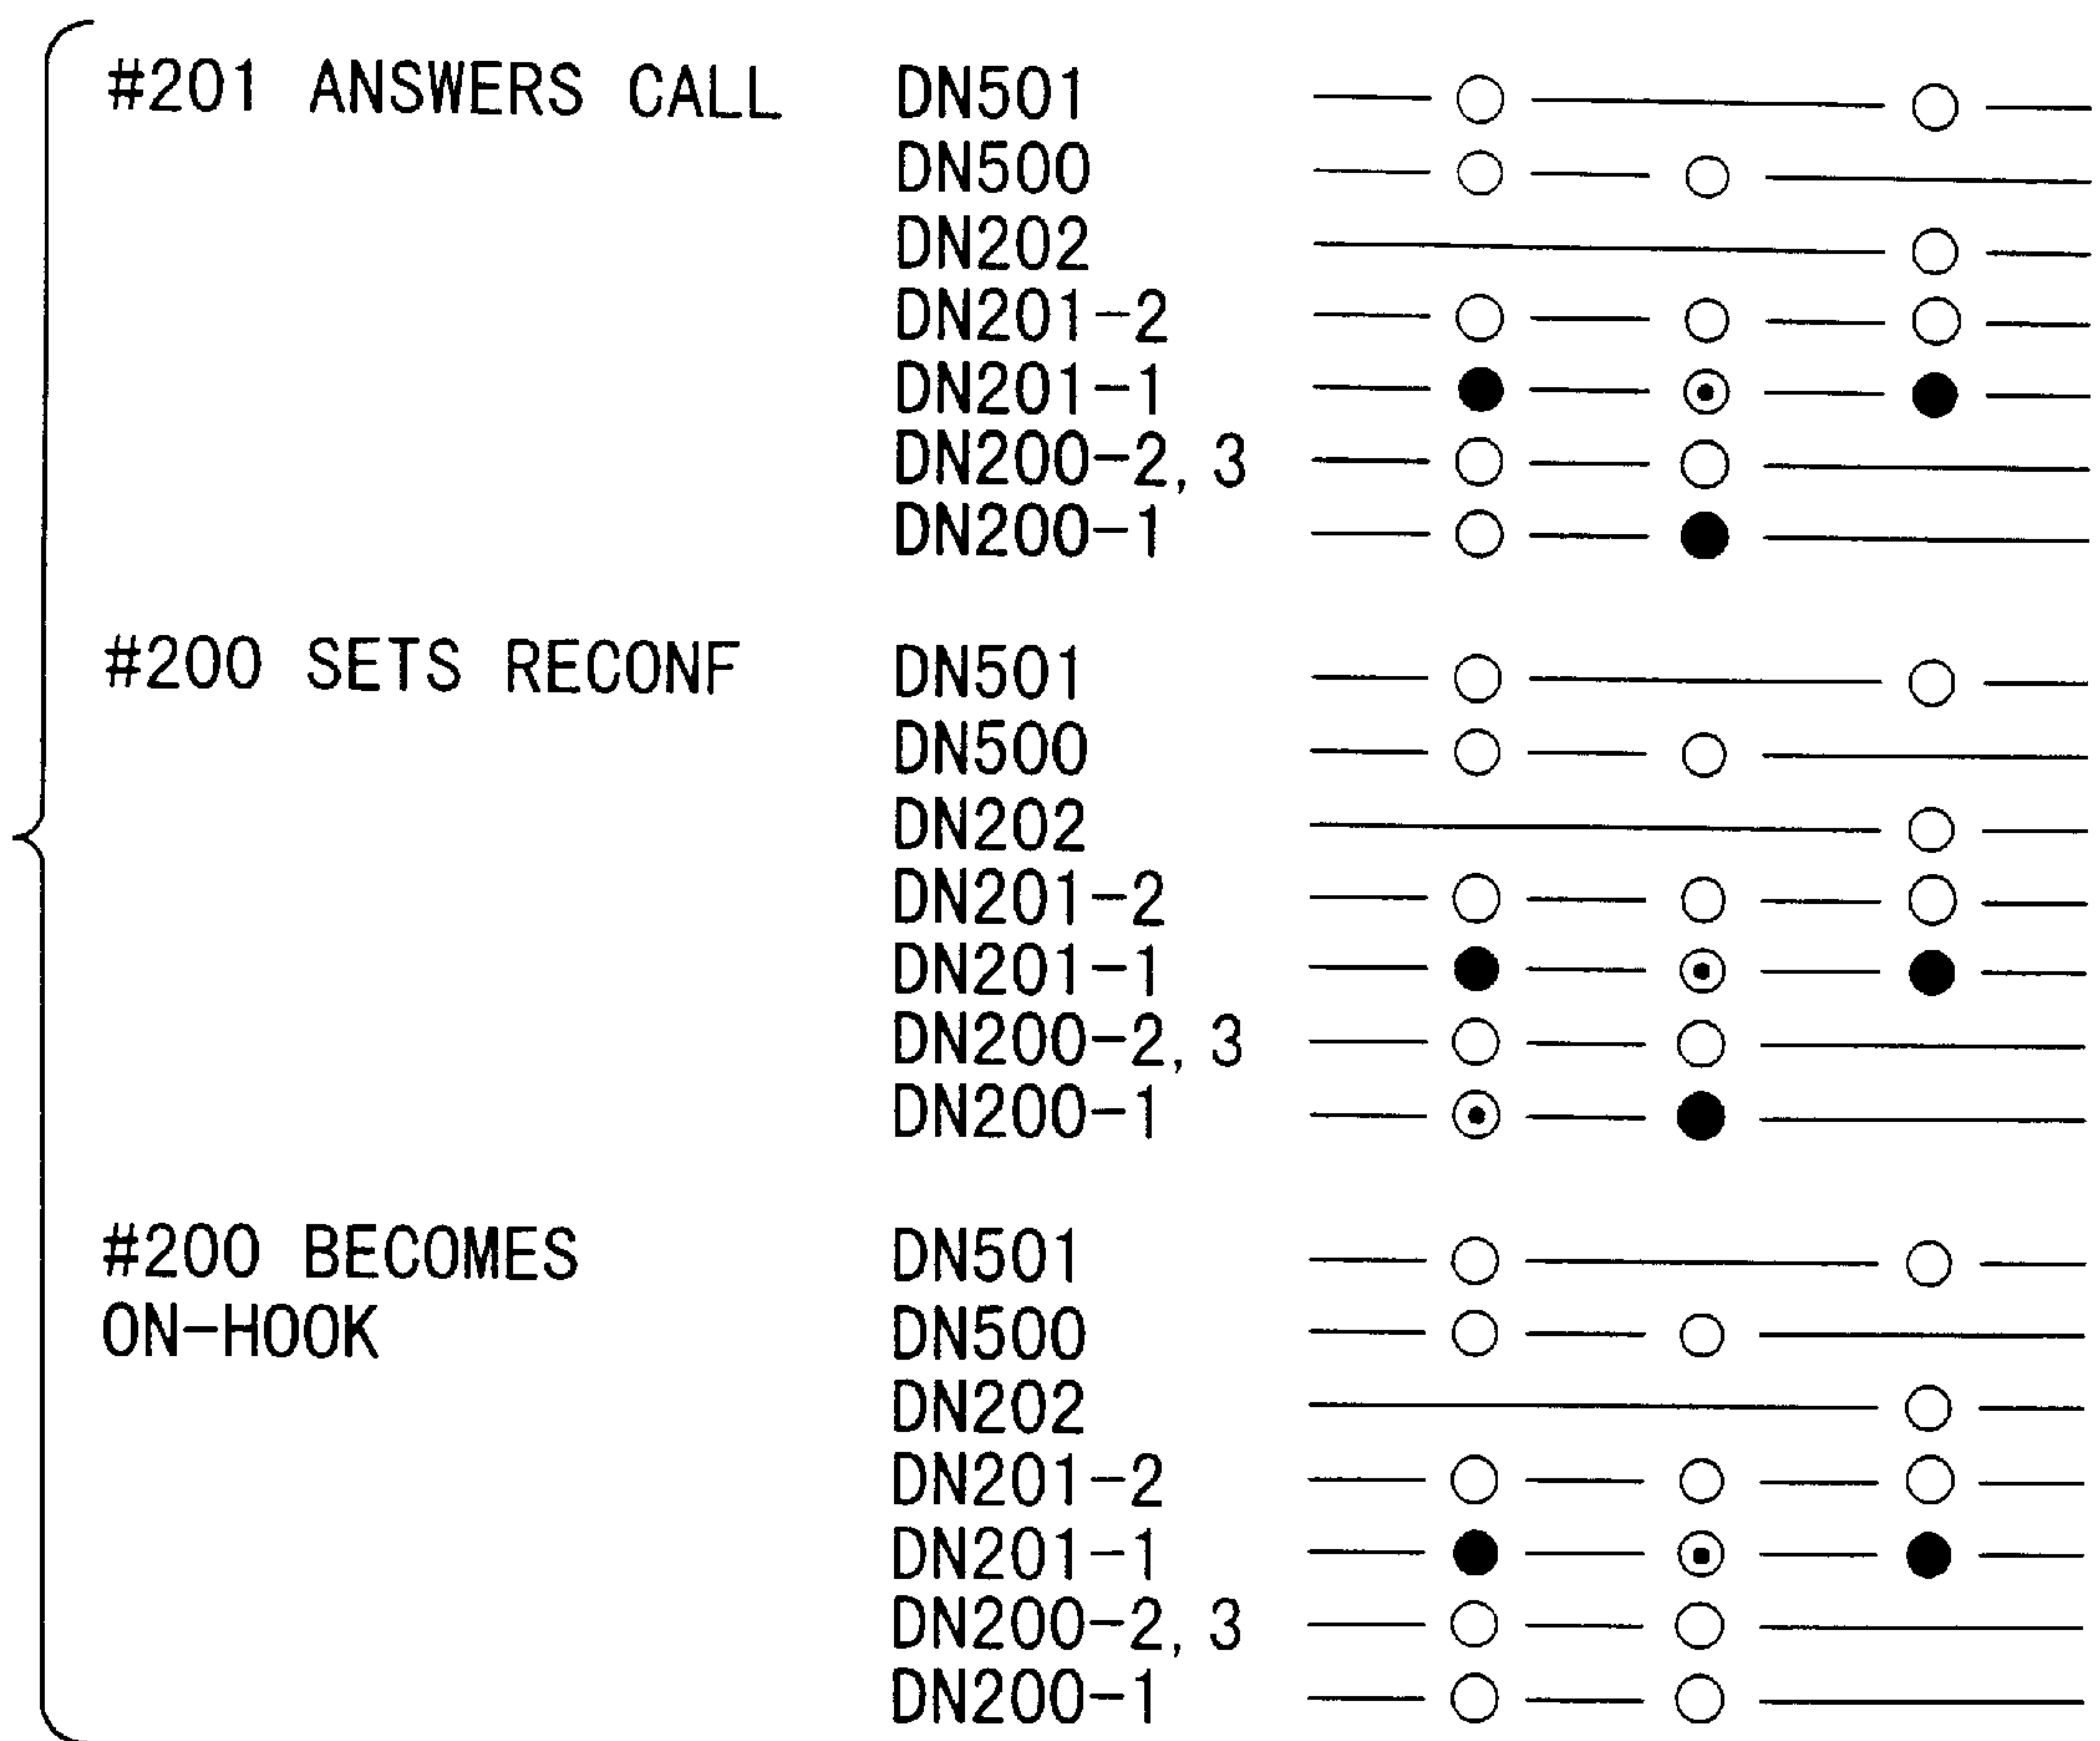 #201 ANSWERS CALL DN501
DN500
DN202
DN201-2
DN201-1
DN200-2, 3
DN200-1
#200 SETS RECONF DN501
DN500
DN202
DN201-2
DN201-1
DN200-2, 3
DN200-1
#200 BECOMES DN501
ON-HOOK DN500
DN202
DN201-2
DN201-1
DN200-2, 3
DN200-1